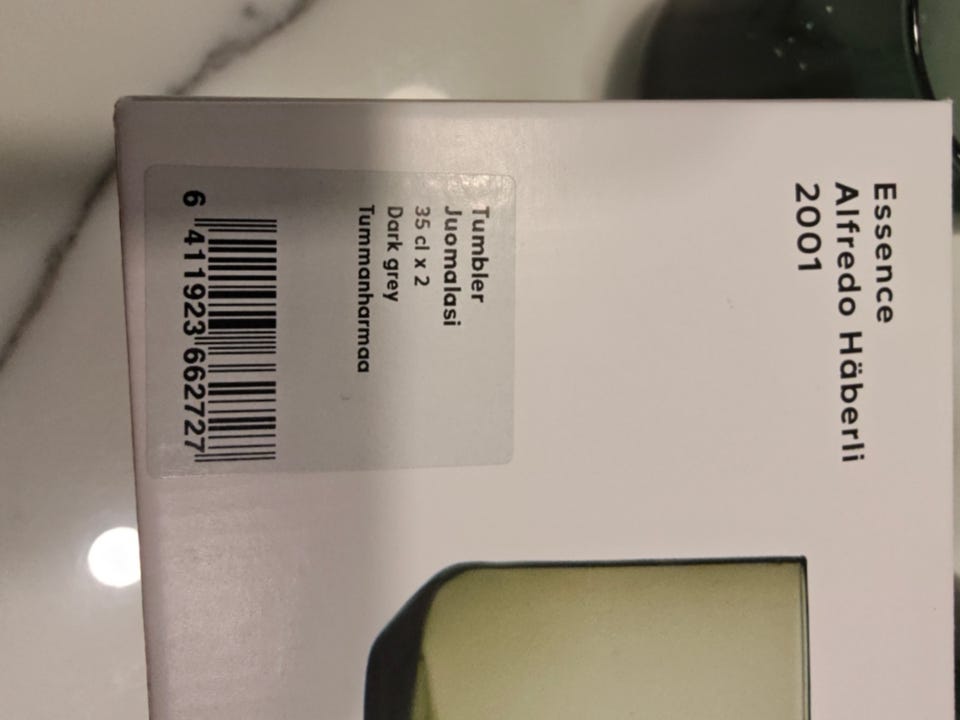 Essence
Alfredo Häberli
2001
Tumbler
Juomalasi
35 cl x 2
Dark grey
Tummanharmaa
6 411923 662727